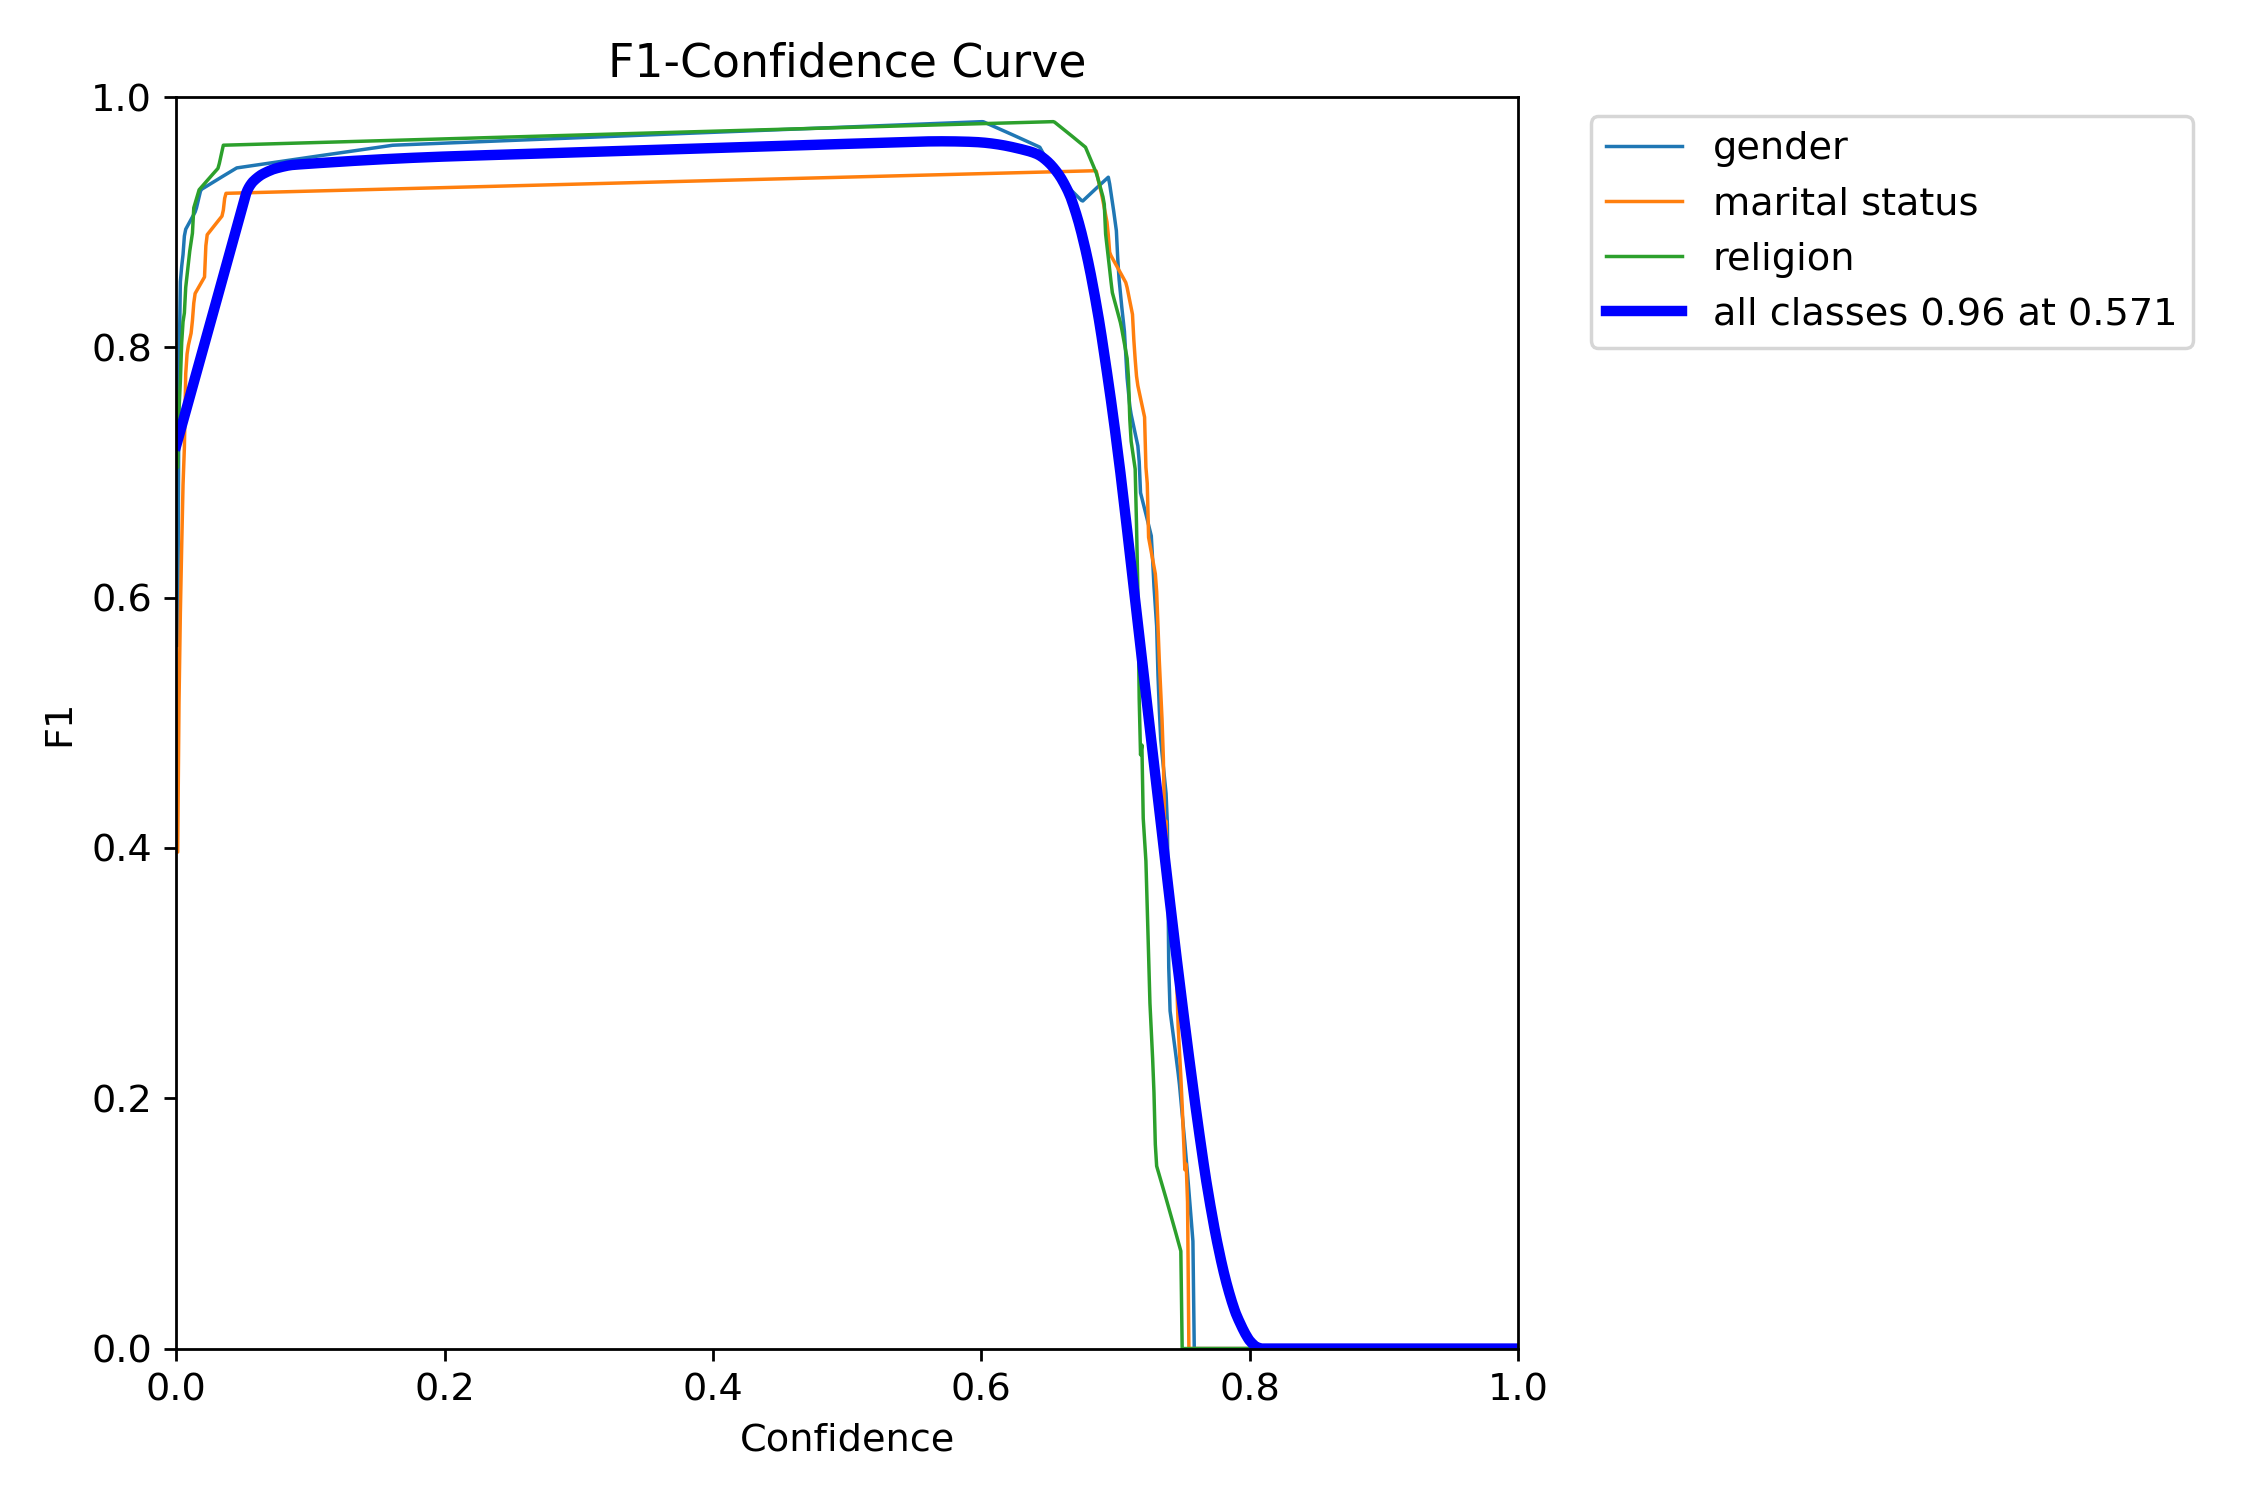 F1-Confidence Curve
1.0
0.8
0.6
0.4
0.2
0.0
F1
0.0 0.2 0.4 0.6 0.8 1.0
Confidence
gender
marital status
religion
all classes 0.96 at 0.571